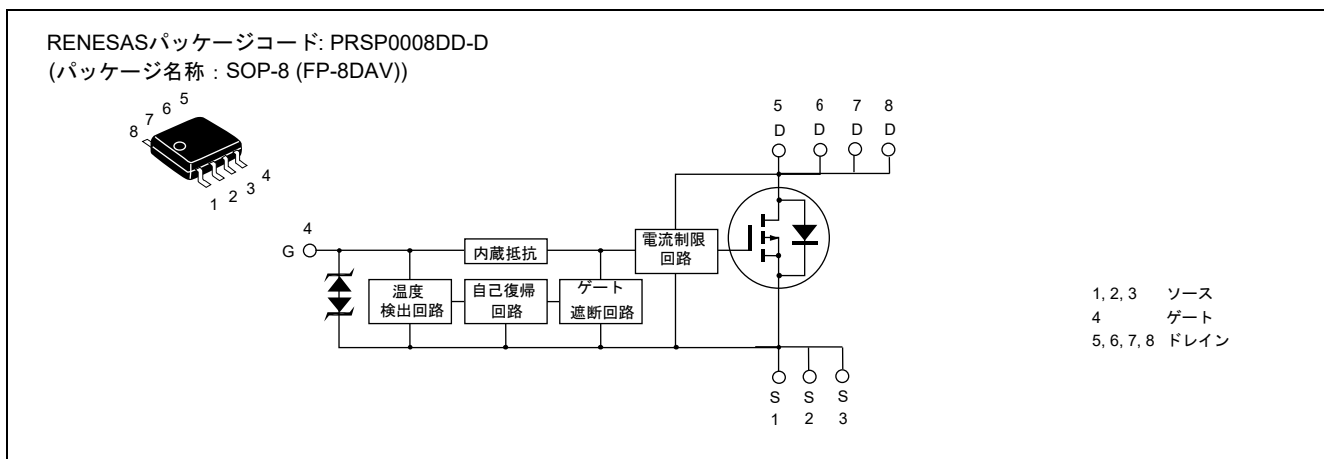 RENESASパッケージコード: PRSP0008DD-D
(パッケージ名称：SOP-8 (FP-8DAV))
8 7 6 5
1 2 3 4
5 6 7 8
D D D D
4
G
内蔵抵抗
電流制限
回路
温度
検出回路
自己復帰
回路
ゲート
遮断回路
S S S
1 2 3
1, 2, 3 ソース
4 ゲート
5, 6, 7, 8 ドレイン